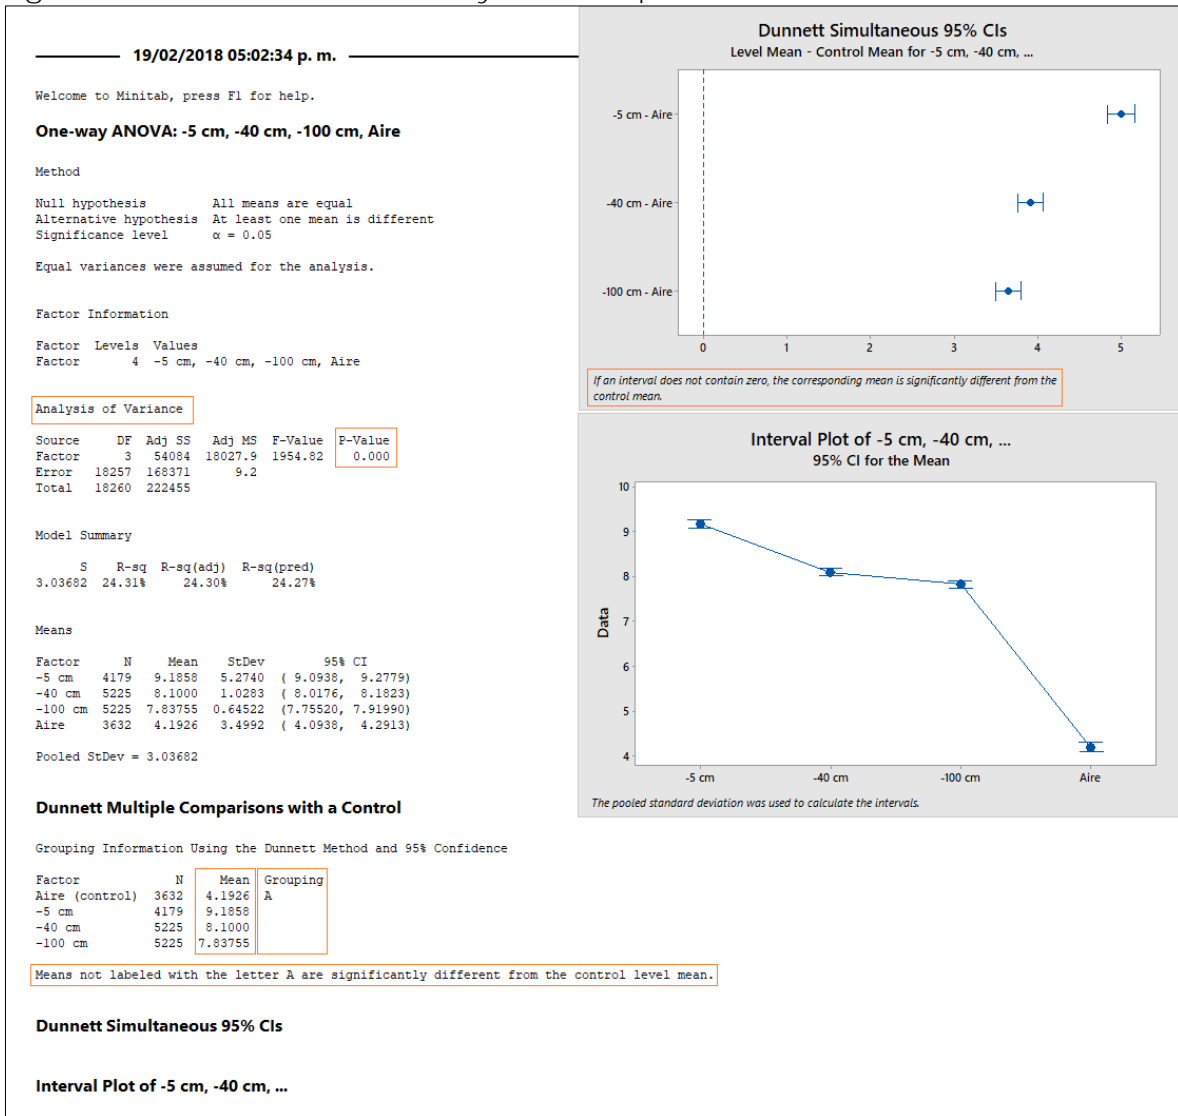 19/02/2018 05:02:34 p. m.
Welcome to Minitab, press F1 for help.
One-way ANOVA: -5 cm, -40 cm, -100 cm, Aire
Method
Null hypothesis All means are equal
Alternative hypothesis At least one mean is different
Significance level α = 0.05
Equal variances were assumed for the analysis.
Factor Information
Factor Levels Values
Factor 4 -5 cm, -40 cm, -100 cm, Aire
Analysis of Variance
Source DF Adj SS Adj MS F-Value P-Value
Factor 3 54084 18027.9 1954.82 0.000
Error 18257 168371 9.2
Total 18260 222455
Model Summary
S R-sq R-sq(adj) R-sq(pred)
3.03682 24.31% 24.30% 24.27%
Means
Factor N Mean StDev 95% CI
-5 cm 4179 9.1858 5.2740 ( 9.0938, 9.2779)
-40 cm 5225 8.1000 1.0283 ( 8.0176, 8.1823)
-100 cm 5225 7.83755 0.64522 (7.75520, 7.91990)
Aire 3632 4.1926 3.4992 ( 4.0938, 4.2913)
Pooled StDev = 3.03682
Dunnett Multiple Comparisons with a Control
Grouping Information Using the Dunnett Method and 95% Confidence
Factor N Mean Grouping
Aire (control) 3632 4.1926 A
-5 cm 4179 9.1858
-40 cm 5225 8.1000
-100 cm 5225 7.83755
Means not labeled with the letter A are significantly different from the control level mean.
Dunnett Simultaneous 95% CIs
Interval Plot of -5 cm, -40 cm, ...
Dunnett Simultaneous 95% CIs
Level Mean - Control Mean for -5 cm, -40 cm, ...
-5 cm - Aire
-40 cm - Aire
-100 cm - Aire
0 1 2 3 4 5
If an interval does not contain zero, the corresponding mean is significantly different from the
control mean.
Interval Plot of -5 cm, -40 cm, ...
95% CI for the Mean
10
9
8
7
6
5
4
Data
-5 cm -40 cm -100 cm Aire
The pooled standard deviation was used to calculate the intervals.